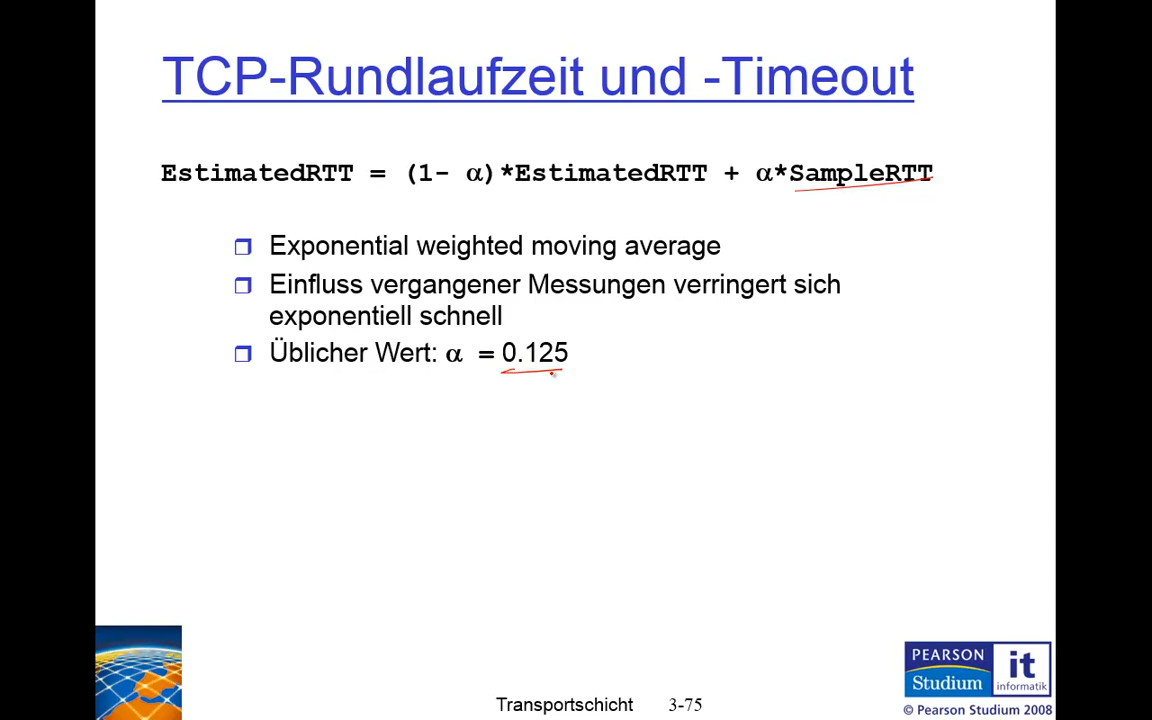 TCP-Rundlaufzeit und -Timeout
EstimatedRTT = (1- α)*EstimatedRTT + α*SampleRTT
Exponential weighted moving average
Einfluss vergangener Messungen verringert sich
exponentiell schnell
Üblicher Wert: α = 0.125
PEARSON
Studium
it
informatik
Transportschicht 3-75
© Pearson Studium 2008